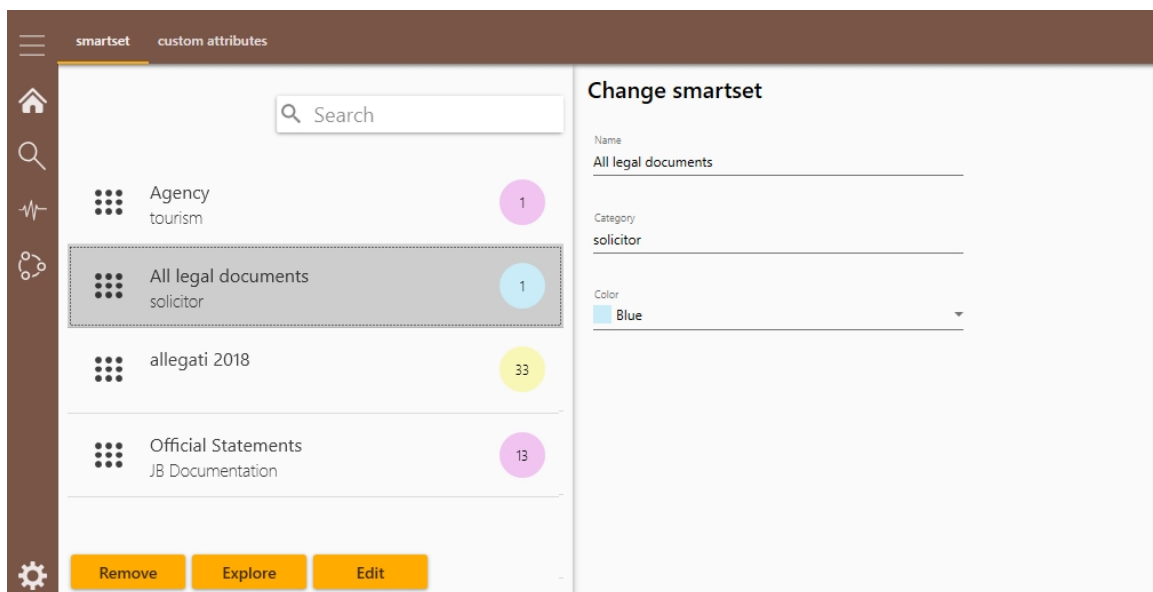 smartset custom attributes
Search
Agency
tourism
1
All legal documents
solicitor
1
allegati 2018
33
Official Statements
JB Documentation
13
Remove Explore Edit
Change smartset
Name
All legal documents
Category
solicitor
Color
Blue